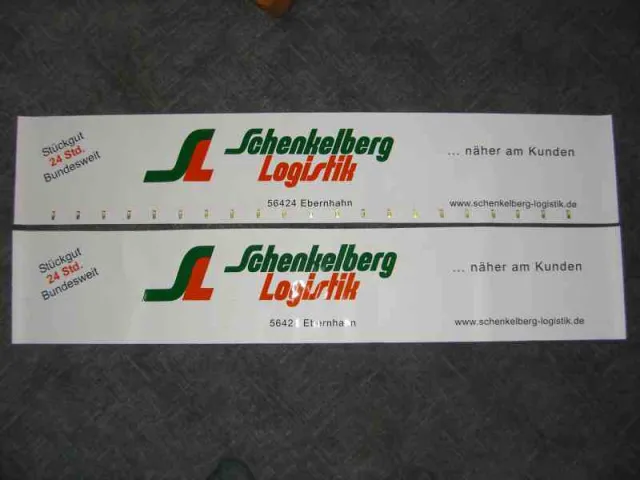 Stückgut
24 Std.
Bundesweit
SL
Schenkelberg
Logistik
56424 Ebernhahn
... näher am Kunden
www.schenkelberg-logistik.de
Stückgut
24 Std.
Bundesweit
SL
Schenkelberg
Logistik
56424 Ebernhahn
... näher am Kunden
www.schenkelberg-logistik.de